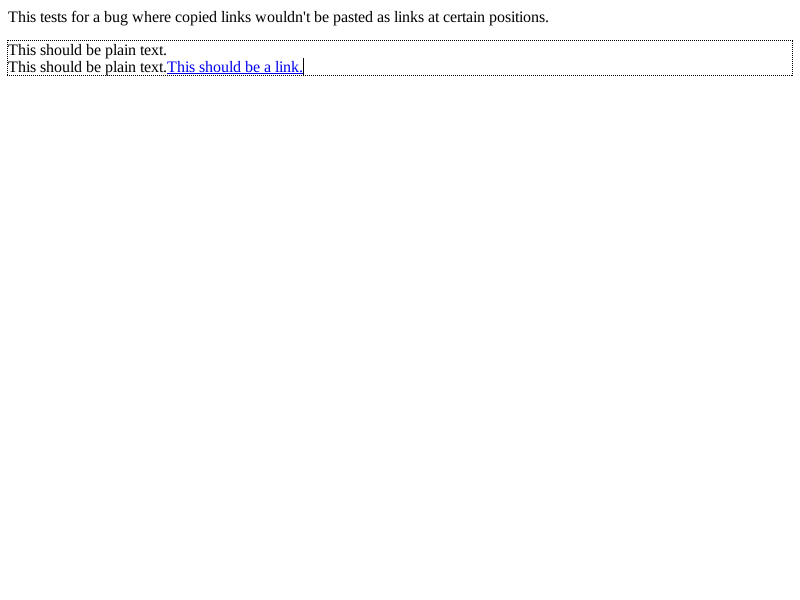 This tests for a bug where copied links wouldn't be pasted as links at certain positions.
This should be plain text.
This should be plain text.This should be a link.